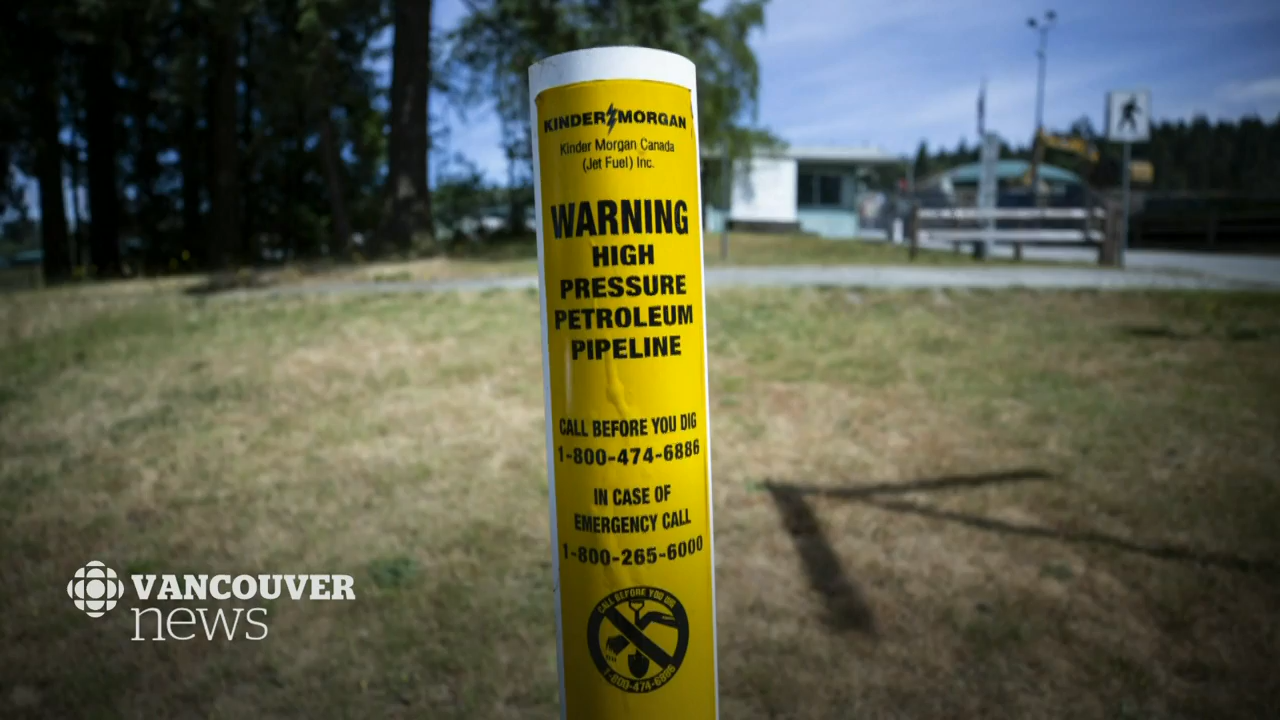 KINDER MORGAN
Kinder Morgan Canada
(Jet Fuel) Inc.
WARNING
HIGH
PRESSURE
PETROLEUM
PIPELINE
CALL BEFORE YOU DIG
1-800-474-6886
IN CASE OF
EMERGENCY CALL
1-800-265-6000
CALL BEFORE YOU DIG
1-800-474-6886
VANCOUVER
news